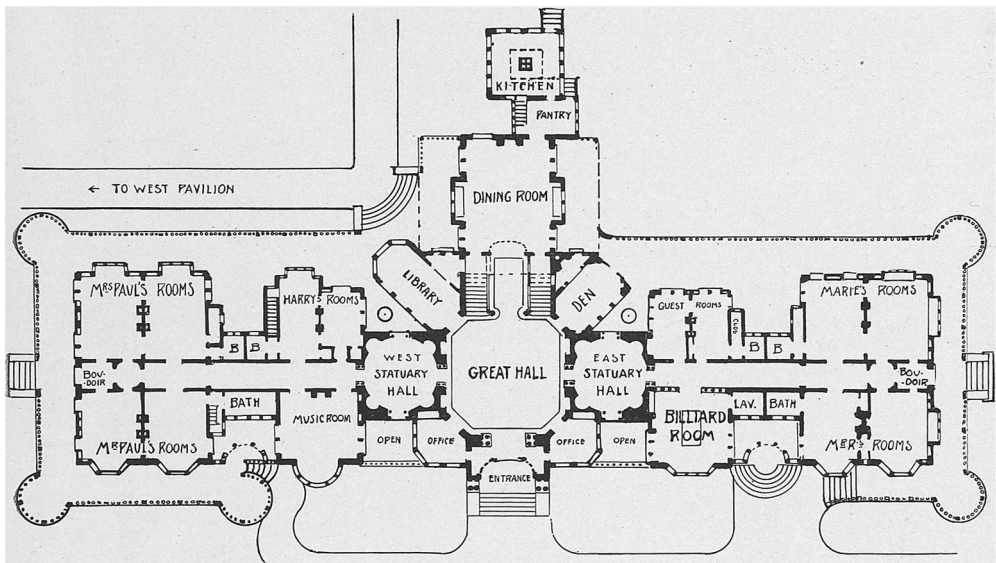 KITCHEN
PANTRY
← TO WEST PAVILION
DINING ROOM
LIBRARY
DEN
MRS PAUL'S ROOMS
HARRY'S ROOMS
GUEST ROOMS
MARIE'S ROOMS
CLOS
B
B
B
B
WEST
STATUARY
HALL
GREAT HALL
EAST
STATUARY
HALL
BOU-
-DOIR
BOU-
-DOIR
BATH
MUSIC ROOM
BILLIARD
ROOM
LAV.
BATH
OPEN
OFFICE
OFFICE
OPEN
MR PAUL'S ROOMS
ROOMS
ENTRANCE